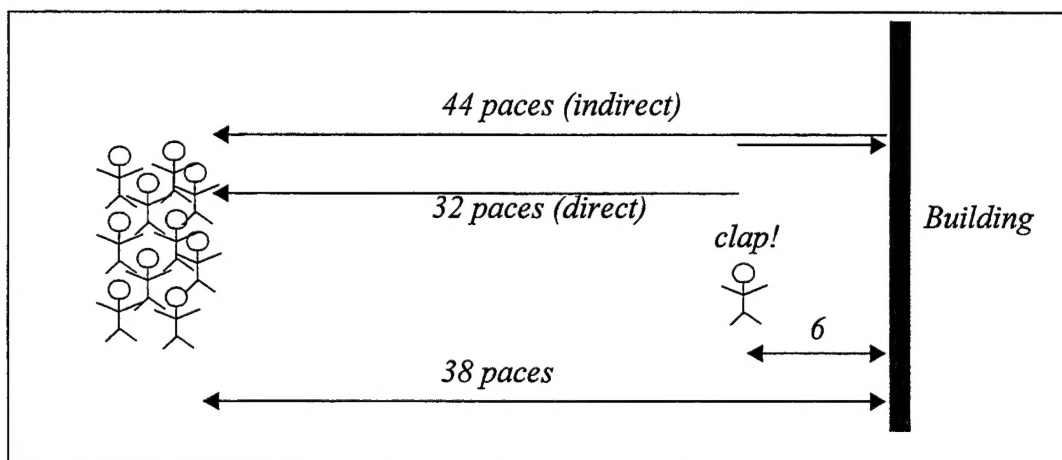 44 paces (indirect)
32 paces (direct)
Building
clap!
6
38 paces